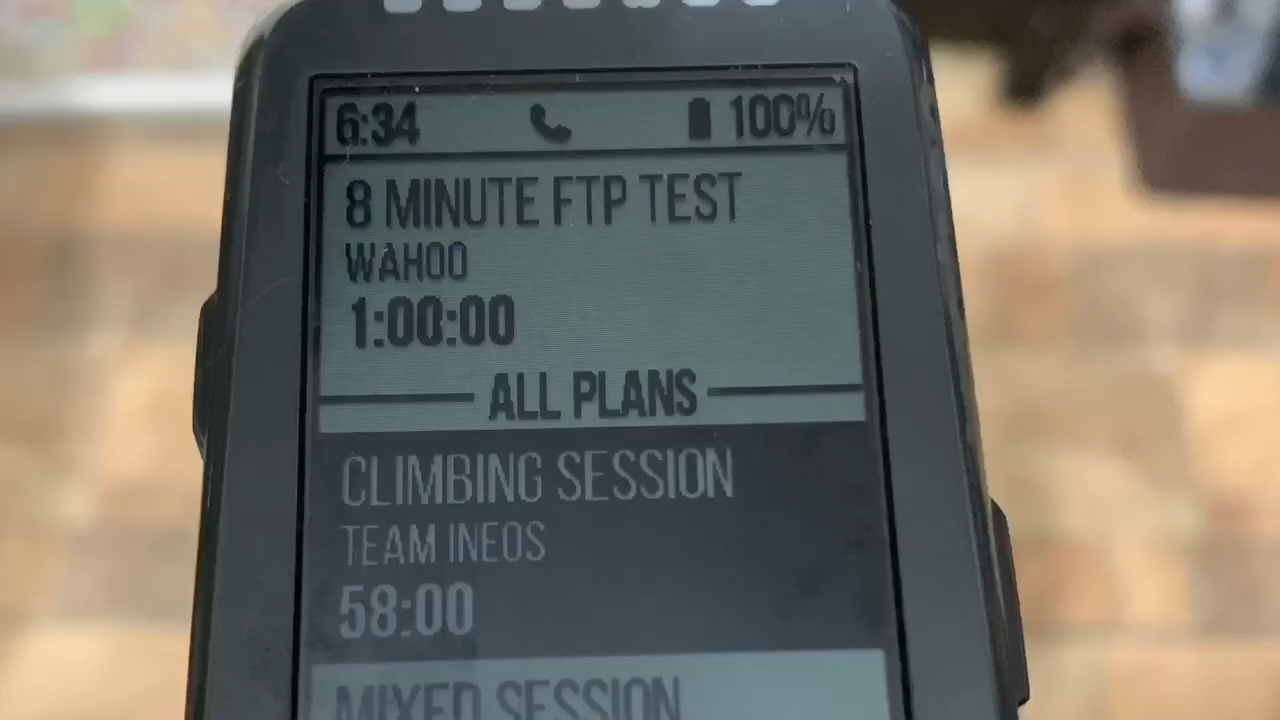 6:34 100%
8 MINUTE FTP TEST
WAHOO
1:00:00
ALL PLANS
CLIMBING SESSION
TEAM INEOS
58:00
MIXED SESSION